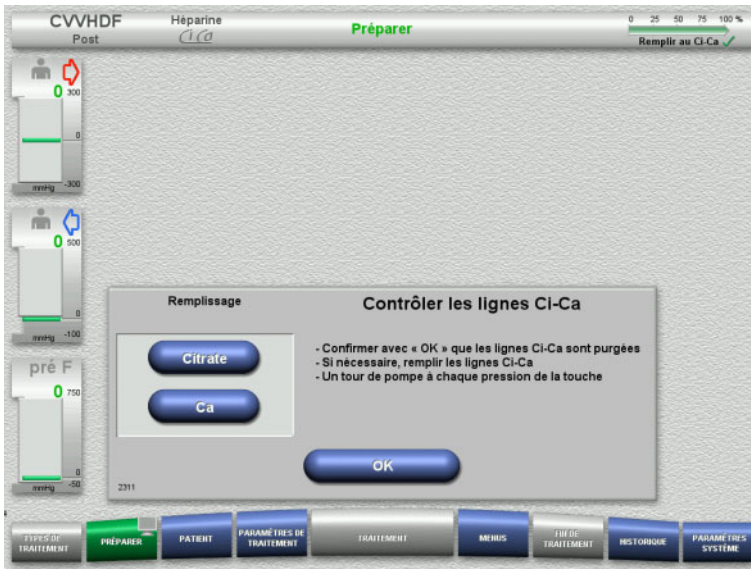 CVVHDF
Post
Héparine
Ci Ca
Préparer
0 25 50 75 100 %
Remplir au Ci-Ca
0
300
0
-300
mmHg
0
500
0
-100
mmHg
pré F
0
750
0
-50
mmHg
Remplissage
Contrôler les lignes Ci-Ca
Citrate
Ca
- Confirmer avec « OK » que les lignes Ci-Ca sont purgées
- Si nécessaire, remplir les lignes Ci-Ca
- Un tour de pompe à chaque pression de la touche
OK
2311
TYPES DE
TRAITEMENT
PRÉPARER
PATIENT
PARAMÈTRES DE
TRAITEMENT
TRAITEMENT
MENUS
FIN DE
TRAITEMENT
HISTORIQUE
PARAMÈTRES
SYSTÈME